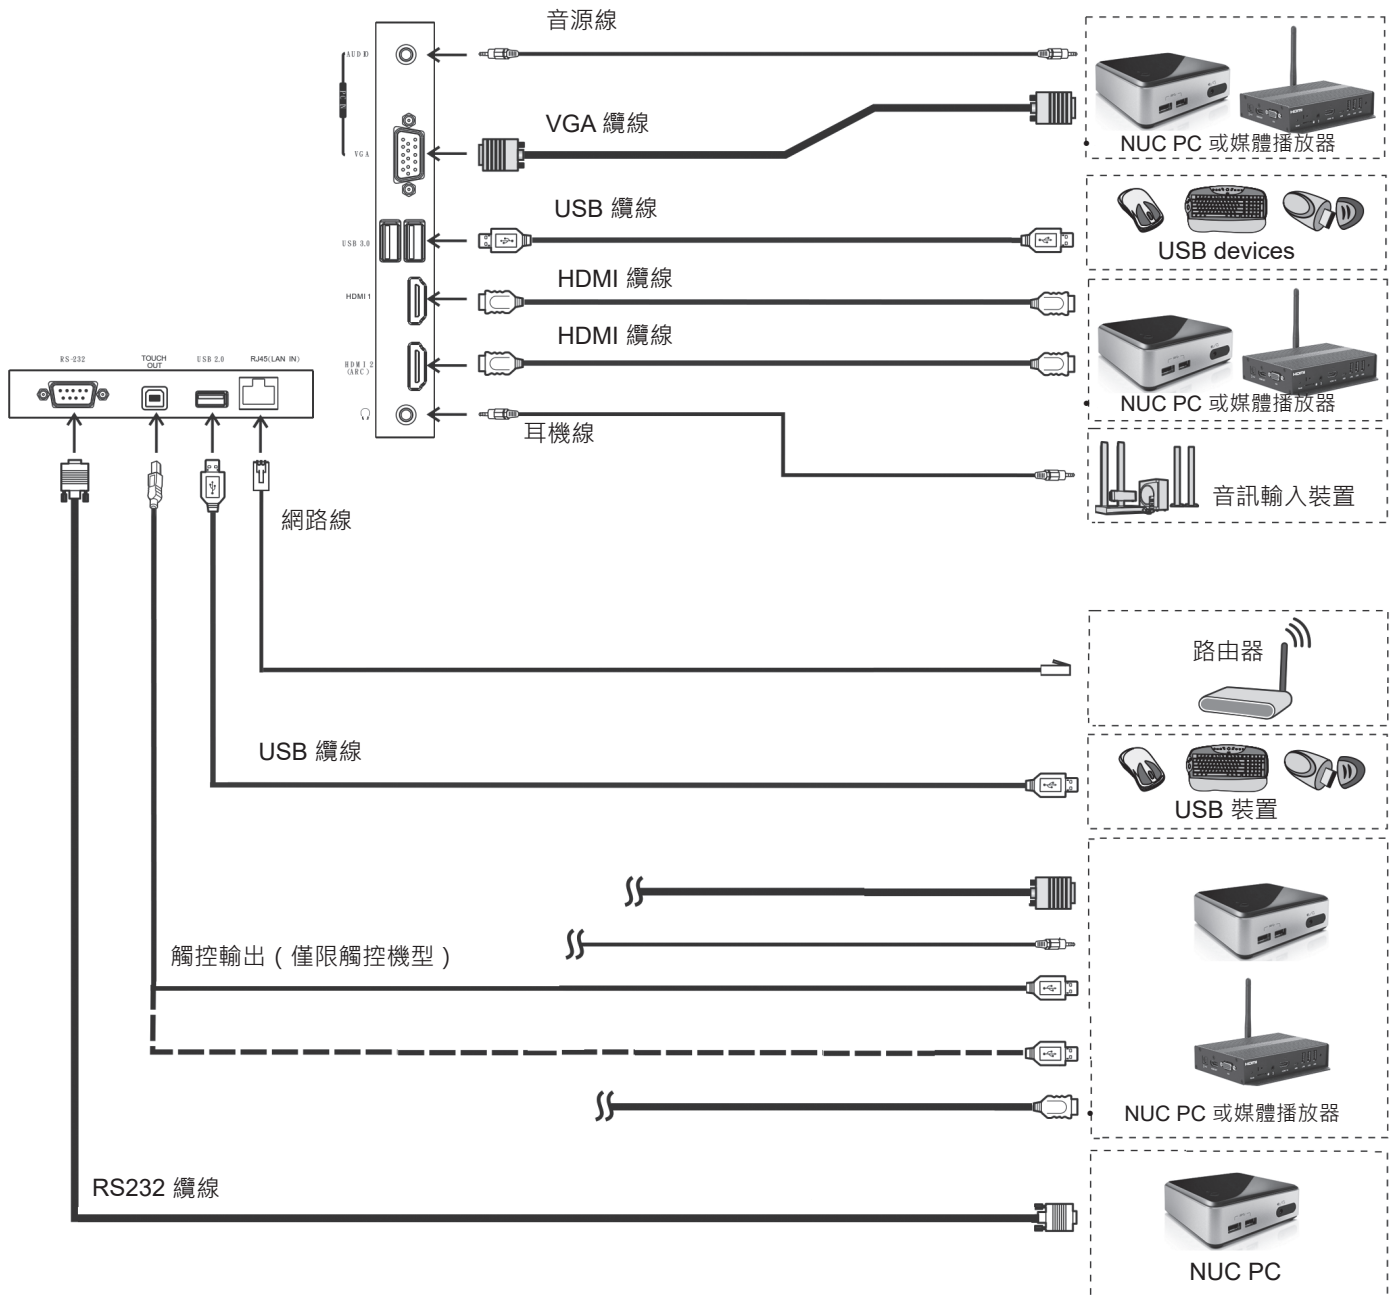 音源線
AUDIO
PC IN
VGA 纜線
VGA
NUC PC 或媒體播放器
USB 纜線
USB 3.0
USB devices
HDMI 纜線
HDMI 1
HDMI 纜線
RS-232
TOUCH
OUT
USB 2.0
RJ45(LAN IN)
HDMI 2
(ARC)
NUC PC 或媒體播放器
耳機線
音訊輸入裝置
網路線
路由器
USB 纜線
USB 裝置
觸控輸出（僅限觸控機型）
NUC PC 或媒體播放器
RS232 纜線
NUC PC